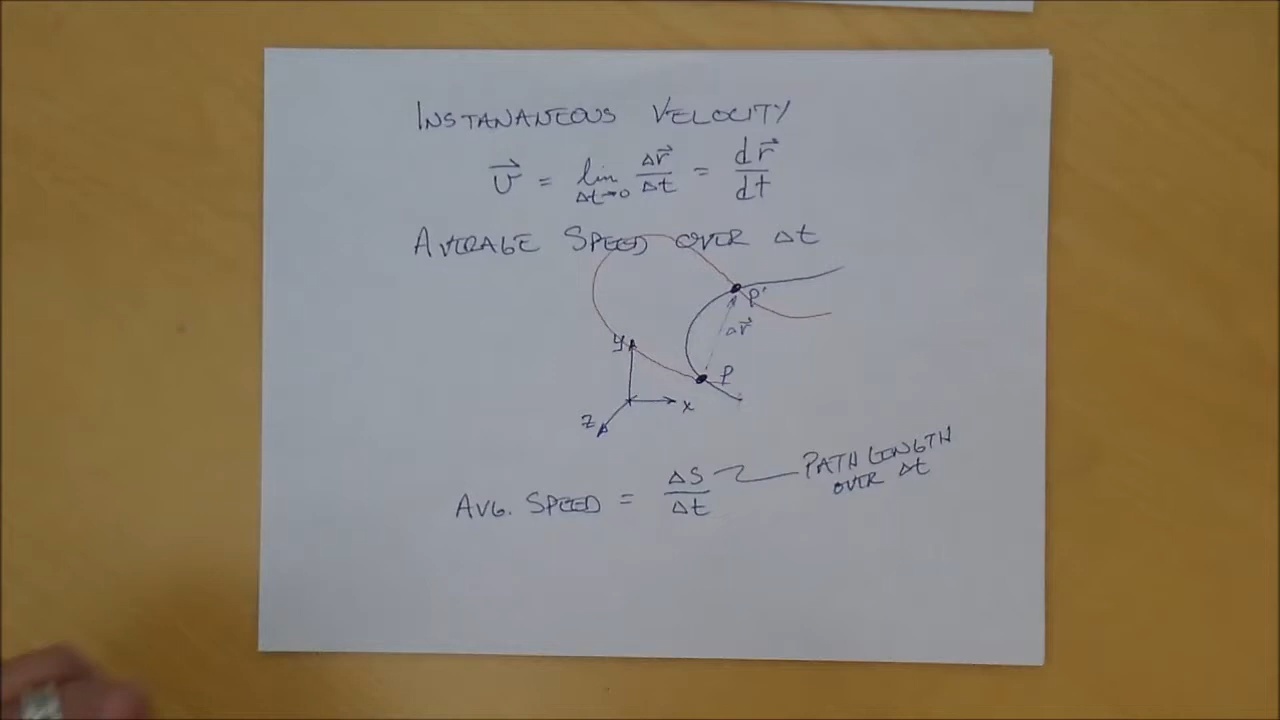 INSTANANEOUS VELOCITY
v⃗ = lim Δt→0 Δr⃗/Δt = dr⃗/dt
AVERAGE SPEED OVER Δt
P'
Δr⃗
y
P
x
z
AVG. SPEED = ΔS/Δt
PATH LENGTH
OVER Δt